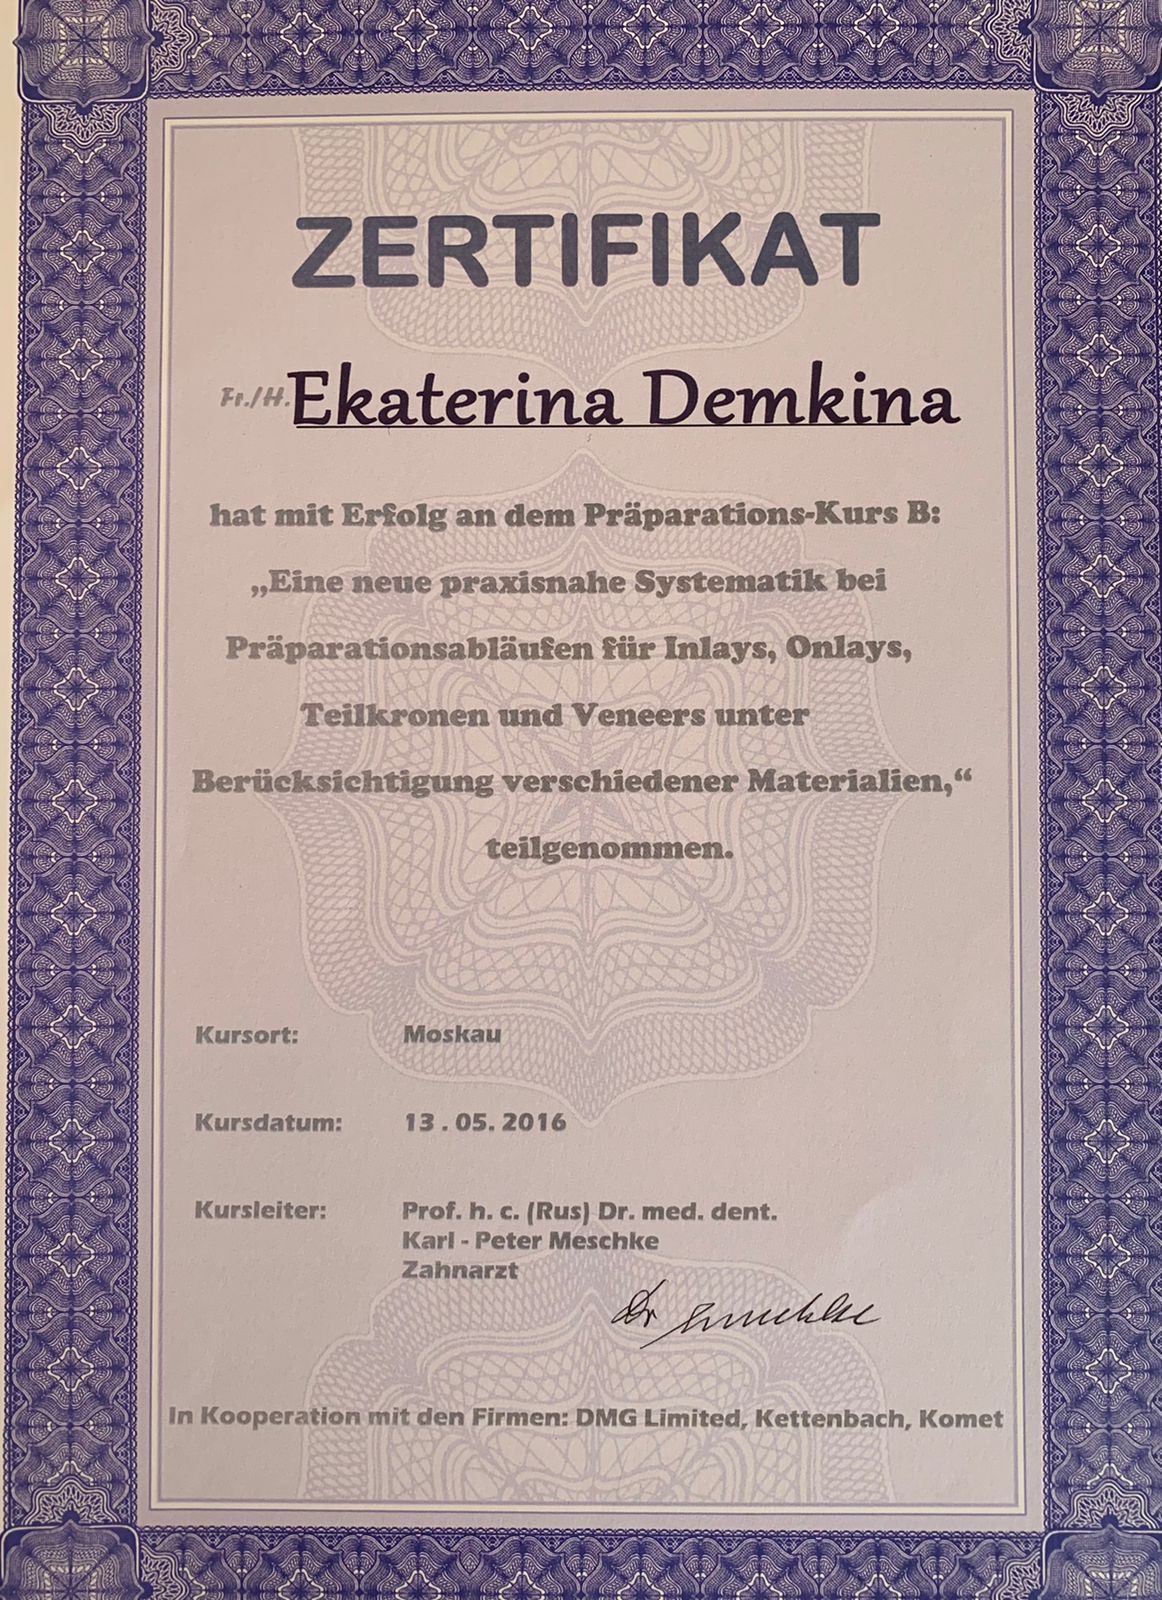 ZERTIFIKAT
Fr./H. Ekaterina Demkina
hat mit Erfolg an dem Präparations-Kurs B:
„Eine neue praxisnahe Systematik bei
Präparationsabläufen für Inlays, Onlays,
Teilkronen und Veneers unter
Berücksichtigung verschiedener Materialien,“
teilgenommen.
Kursort: Moskau
Kursdatum: 13 . 05. 2016
Kursleiter: Prof. h. c. (Rus) Dr. med. dent.
Karl - Peter Meschke
Zahnarzt
Dr
In Kooperation mit den Firmen: DMG Limited, Kettenbach, Komet